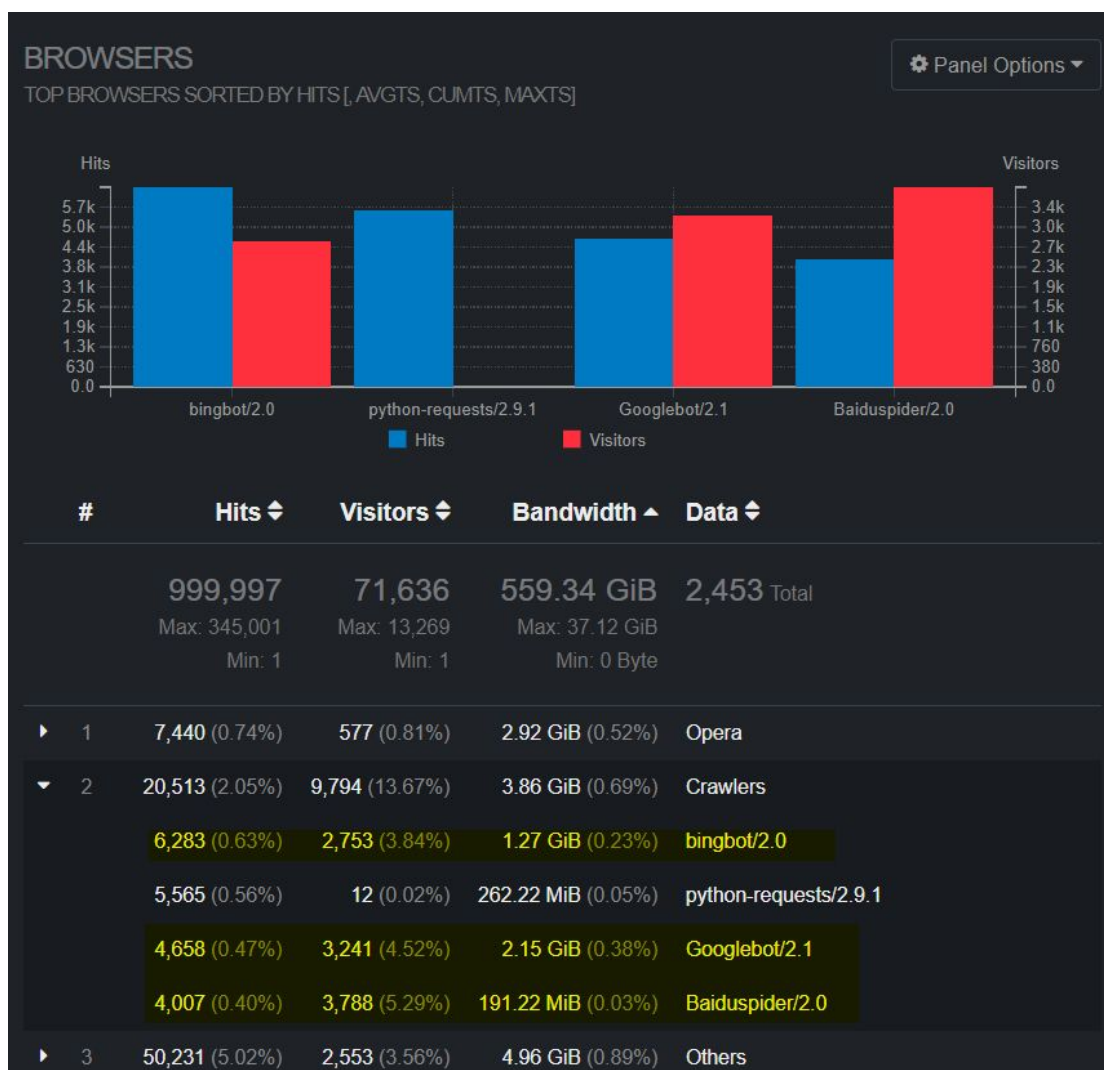 BROWSERS
Panel Options
TOP BROWSERS SORTED BY HITS [, AVGTS, CUMTS, MAXTS]
Hits Visitors
5.7k 3.4k
5.0k 3.0k
4.4k 2.7k
3.8k 2.3k
3.1k 1.9k
2.5k 1.5k
1.9k 1.1k
1.3k 760
630 380
0.0 0.0
bingbot/2.0 python-requests/2.9.1 Googlebot/2.1 Baiduspider/2.0
Hits Visitors
# Hits Visitors Bandwidth Data
999,997 71,636 559.34 GiB 2,453 Total
Max: 345,001 Max: 13,269 Max: 37.12 GiB
Min: 1 Min: 1 Min: 0 Byte
1 7,440 (0.74%) 577 (0.81%) 2.92 GiB (0.52%) Opera
2 20,513 (2.05%) 9,794 (13.67%) 3.86 GiB (0.69%) Crawlers
6,283 (0.63%) 2,753 (3.84%) 1.27 GiB (0.23%) bingbot/2.0
5,565 (0.56%) 12 (0.02%) 262.22 MiB (0.05%) python-requests/2.9.1
4,658 (0.47%) 3,241 (4.52%) 2.15 GiB (0.38%) Googlebot/2.1
4,007 (0.40%) 3,788 (5.29%) 191.22 MiB (0.03%) Baiduspider/2.0
3 50,231 (5.02%) 2,553 (3.56%) 4.96 GiB (0.89%) Others